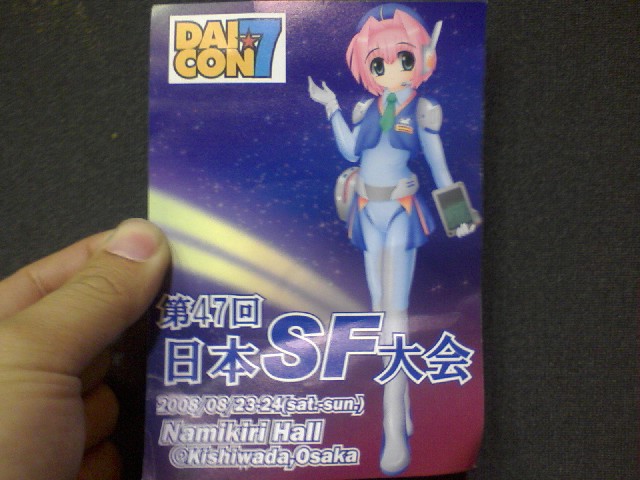 DAI
CON7
第47回
日本SF大会
2008/08/23-24(sat.-sun.)
Namikiri Hall
@Kishiwada,Osaka